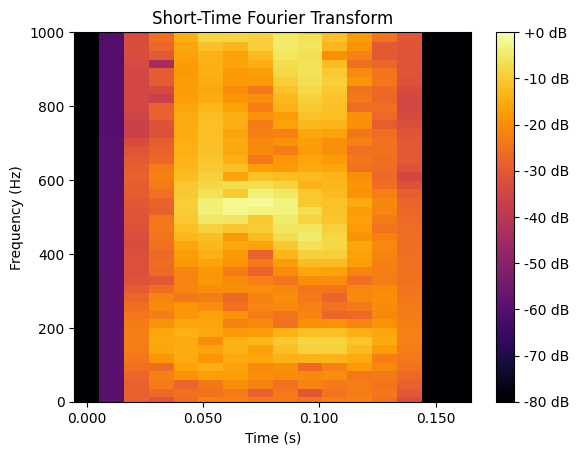 Short-Time Fourier Transform
1000
800
600
400
200
0
Frequency (Hz)
0.000
0.050
0.100
0.150
Time (s)
+0 dB
-10 dB
-20 dB
-30 dB
-40 dB
-50 dB
-60 dB
-70 dB
-80 dB